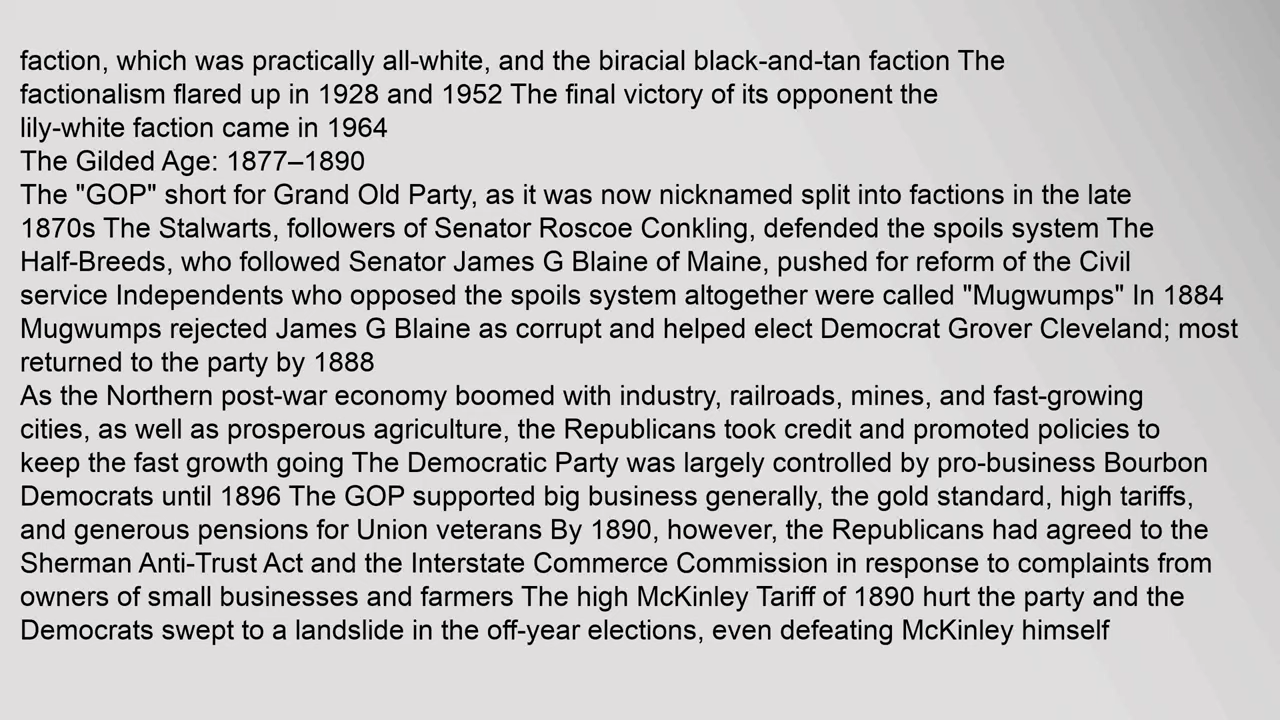 faction, which was practically all-white, and the biracial black-and-tan faction The
factionalism flared up in 1928 and 1952 The final victory of its opponent the
lily-white faction came in 1964
The Gilded Age: 1877–1890
The "GOP" short for Grand Old Party, as it was now nicknamed split into factions in the late
1870s The Stalwarts, followers of Senator Roscoe Conkling, defended the spoils system The
Half-Breeds, who followed Senator James G Blaine of Maine, pushed for reform of the Civil
service Independents who opposed the spoils system altogether were called "Mugwumps" In 1884
Mugwumps rejected James G Blaine as corrupt and helped elect Democrat Grover Cleveland; most
returned to the party by 1888
As the Northern post-war economy boomed with industry, railroads, mines, and fast-growing
cities, as well as prosperous agriculture, the Republicans took credit and promoted policies to
keep the fast growth going The Democratic Party was largely controlled by pro-business Bourbon
Democrats until 1896 The GOP supported big business generally, the gold standard, high tariffs,
and generous pensions for Union veterans By 1890, however, the Republicans had agreed to the
Sherman Anti-Trust Act and the Interstate Commerce Commission in response to complaints from
owners of small businesses and farmers The high McKinley Tariff of 1890 hurt the party and the
Democrats swept to a landslide in the off-year elections, even defeating McKinley himself